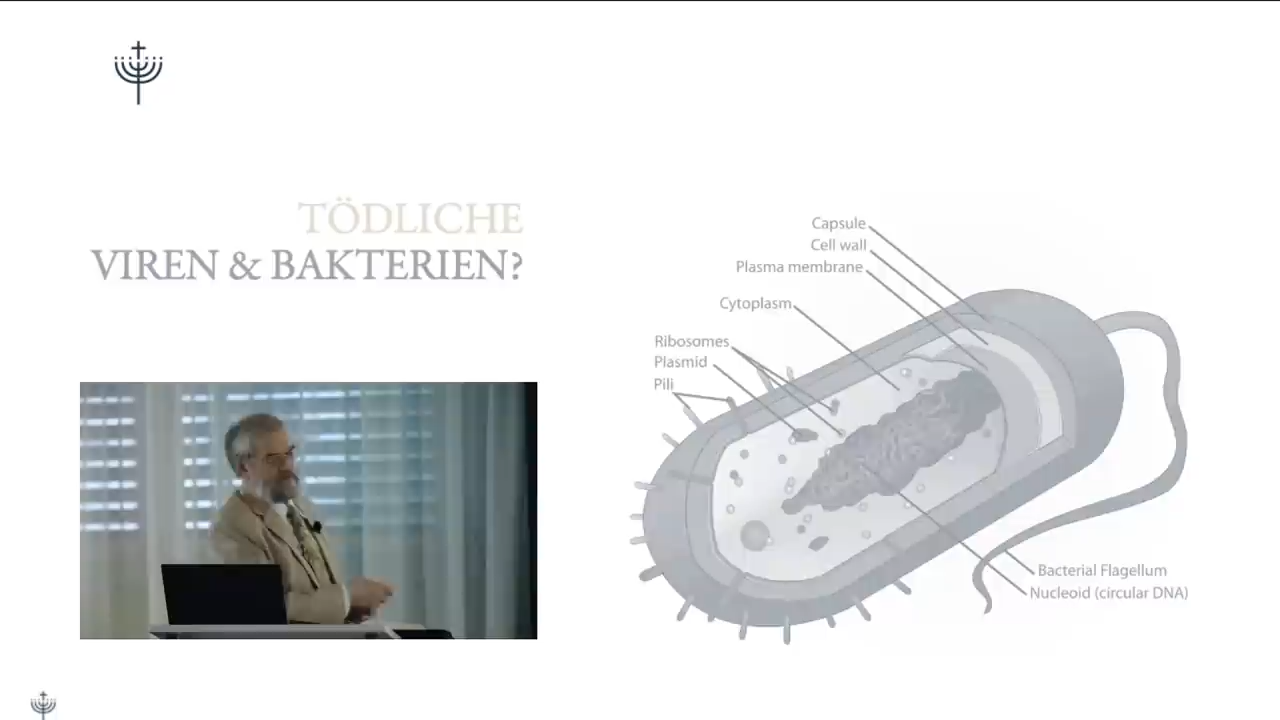 TÖDLICHE
VIREN & BAKTERIEN?
Capsule
Cell wall
Plasma membrane
Cytoplasm
Ribosomes
Plasmid
Pili
Bacterial Flagellum
Nucleoid (circular DNA)